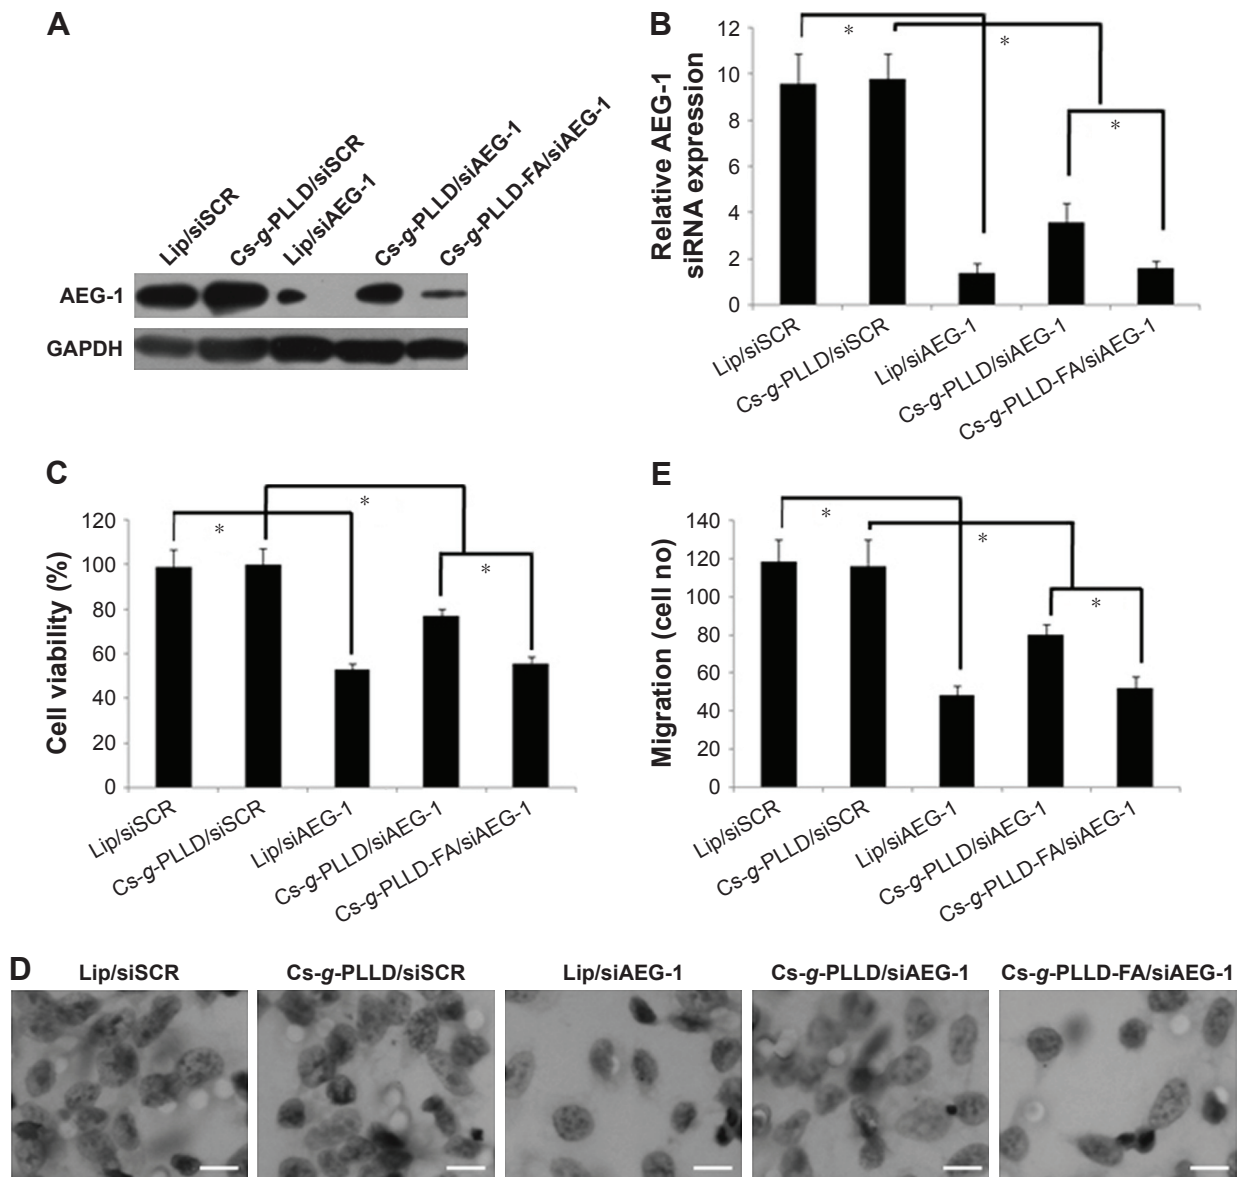 A
Lip/siSCR
Cs-g-PLLD/siSCR
Lip/siAEG-1
Cs-g-PLLD/siAEG-1
Cs-g-PLLD-FA/siAEG-1
AEG-1
GAPDH
B
Relative AEG-1
siRNA expression
12
10
8
6
4
2
0
*
*
*
Lip/siSCR
Cs-g-PLLD/siSCR
Lip/siAEG-1
Cs-g-PLLD/siAEG-1
Cs-g-PLLD-FA/siAEG-1
C
Cell viability (%)
120
100
80
60
40
20
0
*
*
*
Lip/siSCR
Cs-g-PLLD/siSCR
Lip/siAEG-1
Cs-g-PLLD/siAEG-1
Cs-g-PLLD-FA/siAEG-1
E
Migration (cell no)
140
120
100
80
60
40
20
0
*
*
*
Lip/siSCR
Cs-g-PLLD/siSCR
Lip/siAEG-1
Cs-g-PLLD/siAEG-1
Cs-g-PLLD-FA/siAEG-1
D
Lip/siSCR
Cs-g-PLLD/siSCR
Lip/siAEG-1
Cs-g-PLLD/siAEG-1
Cs-g-PLLD-FA/siAEG-1